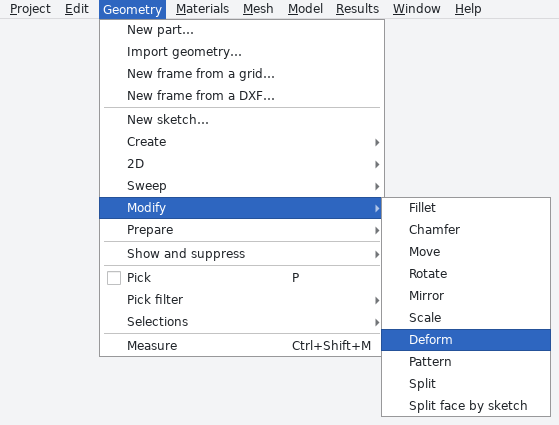 Project Edit Geometry Materials Mesh Model Results Window Help
New part...
Import geometry...
New frame from a grid...
New frame from a DXF...
New sketch...
Create
2D
Sweep
Modify
Prepare
Show and suppress
Pick P
Pick filter
Selections
Measure Ctrl+Shift+M
Fillet
Chamfer
Move
Rotate
Mirror
Scale
Deform
Pattern
Split
Split face by sketch